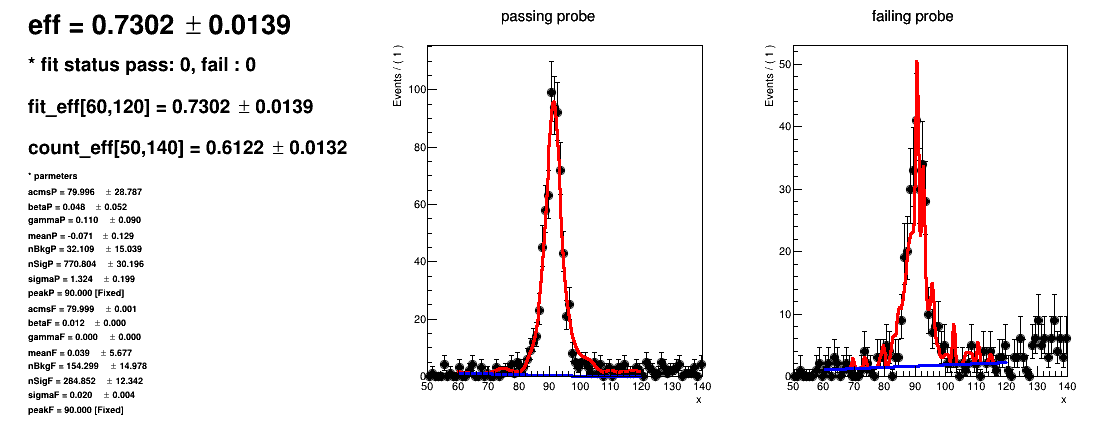 eff = 0.7302 ± 0.0139
* fit status pass: 0, fail : 0
fit_eff[60,120] = 0.7302 ± 0.0139
count_eff[50,140] = 0.6122 ± 0.0132
* parmeters
acmsP = 79.996 ± 28.787
betaP = 0.048 ± 0.052
gammaP = 0.110 ± 0.090
meanP = -0.071 ± 0.129
nBkgP = 32.109 ± 15.039
nSigP = 770.804 ± 30.196
sigmaP = 1.324 ± 0.199
peakP = 90.000 [Fixed]
acmsF = 79.999 ± 0.001
betaF = 0.012 ± 0.000
gammaF = 0.000 ± 0.000
meanF = 0.039 ± 5.677
nBkgF = 154.299 ± 14.978
nSigF = 284.852 ± 12.342
sigmaF = 0.020 ± 0.004
peakF = 90.000 [Fixed]
passing probe
Events / ( 1 )
100
80
60
40
20
0
50 60 70 80 90 100 110 120 130 140
x
failing probe
Events / ( 1 )
50
40
30
20
10
0
50 60 70 80 90 100 110 120 130 140
x